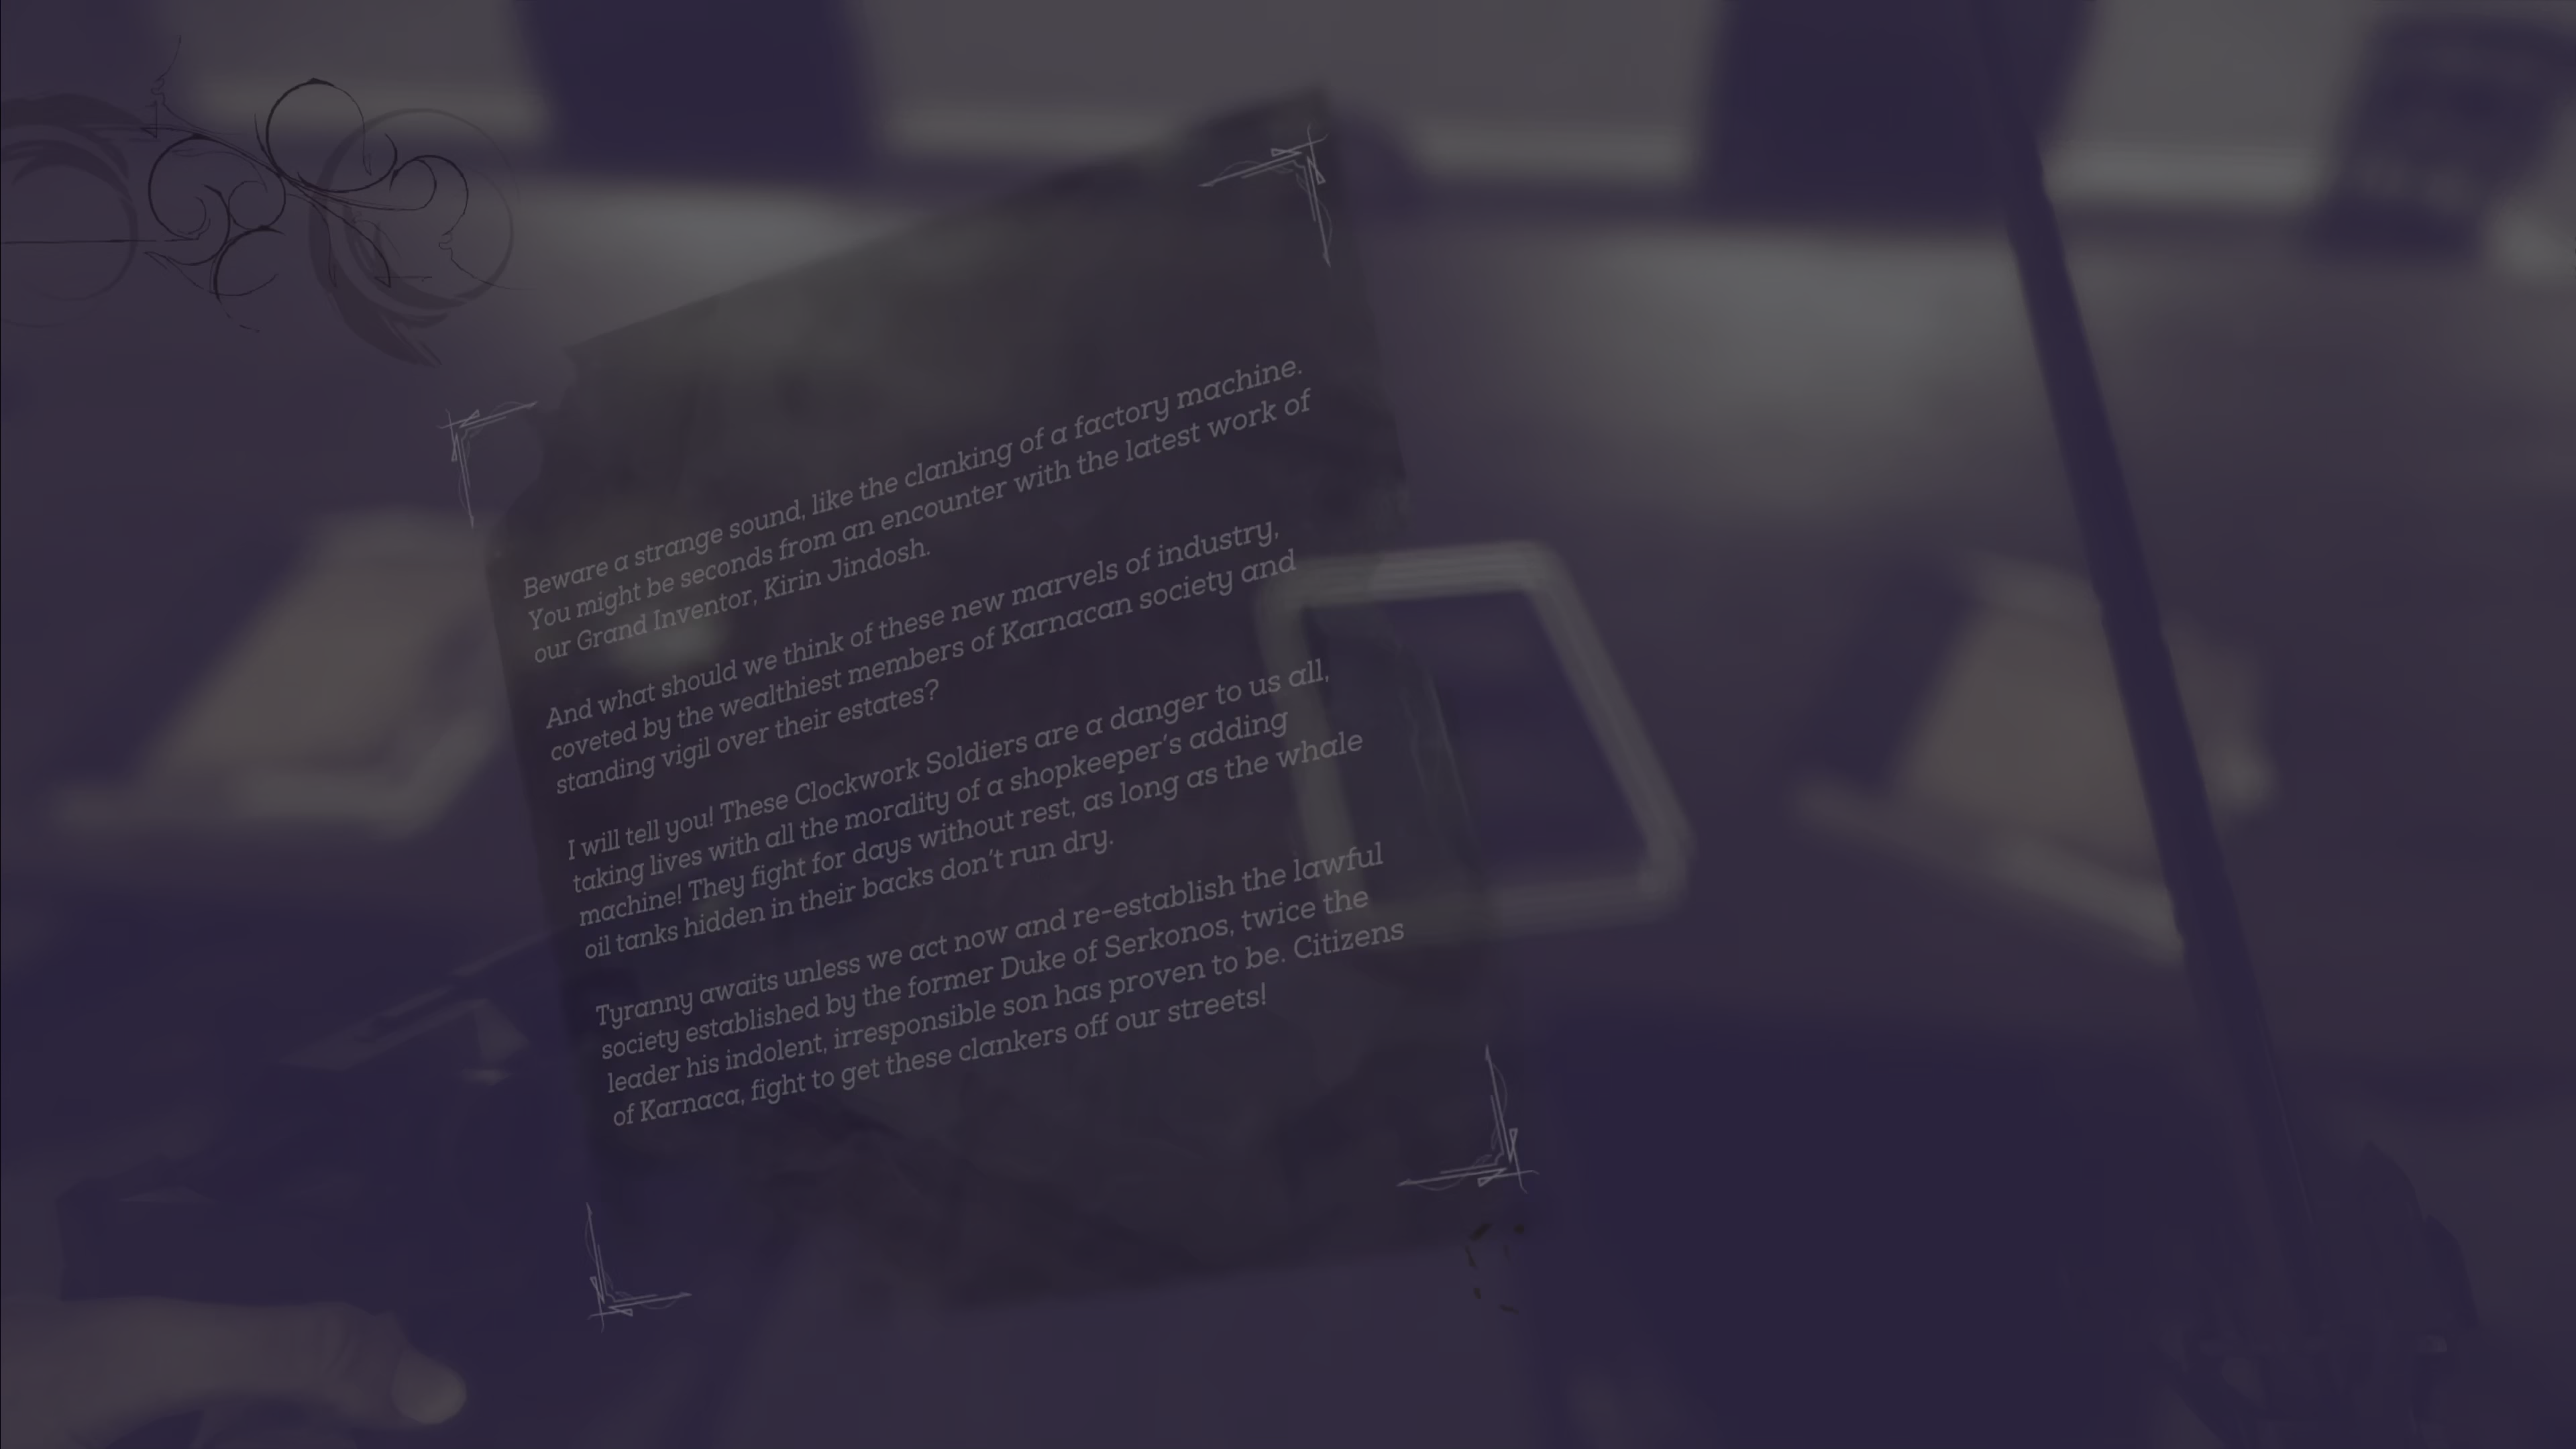 Beware a strange sound, like the clanking of a factory machine.
You might be seconds from an encounter with the latest work of
our Grand Inventor, Kirin Jindosh.
And what should we think of these new marvels of industry,
coveted by the wealthiest members of Karnacan society and
standing vigil over their estates?
I will tell you! These Clockwork Soldiers are a danger to us all,
taking lives with all the morality of a shopkeeper's adding
machine! They fight for days without rest, as long as the whale
oil tanks hidden in their backs don't run dry.
Tyranny awaits unless we act now and re-establish the lawful
society established by the former Duke of Serkonos, twice the
leader his indolent, irresponsible son has proven to be. Citizens
of Karnaca, fight to get these clankers off our streets!